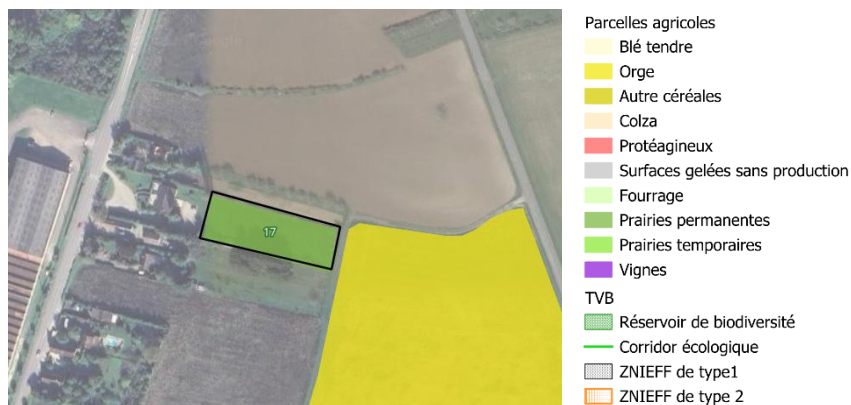 Parcelles agricoles
Blé tendre
Orge
Autre céréales
Colza
Protéagineux
Surfaces gelées sans production
Fourrage
Prairies permanentes
Prairies temporaires
Vignes
TVB
Réservoir de biodiversité
Corridor écologique
ZNIEFF de type1
ZNIEFF de type 2
17